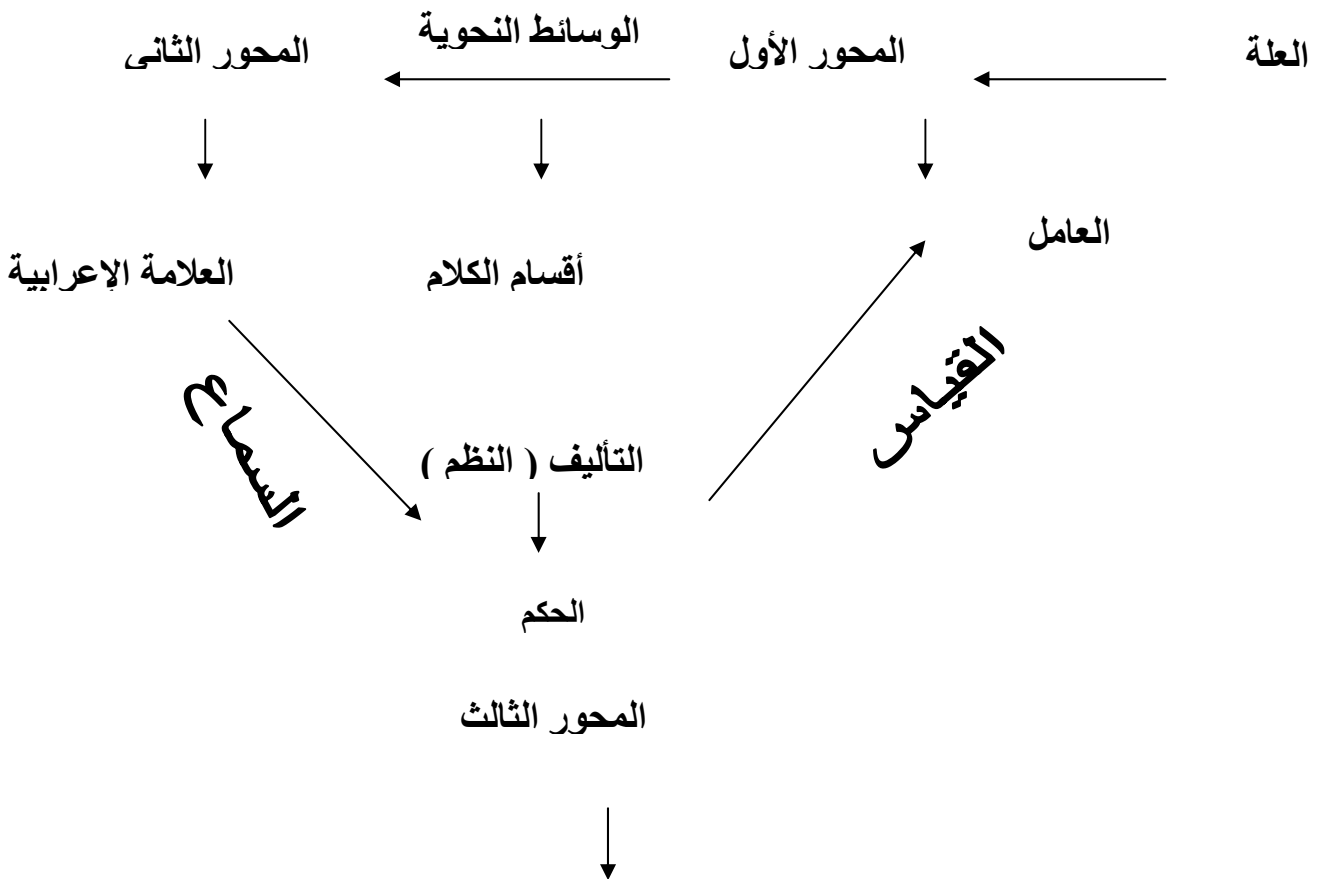 العلة
المحور الأول
الوسائط النحوية
المحور الثانى
العامل
أقسام الكلام
العلامة الإعرابية
القياس
السماع
التأليف ( النظم )
الحكم
المحور الثالث